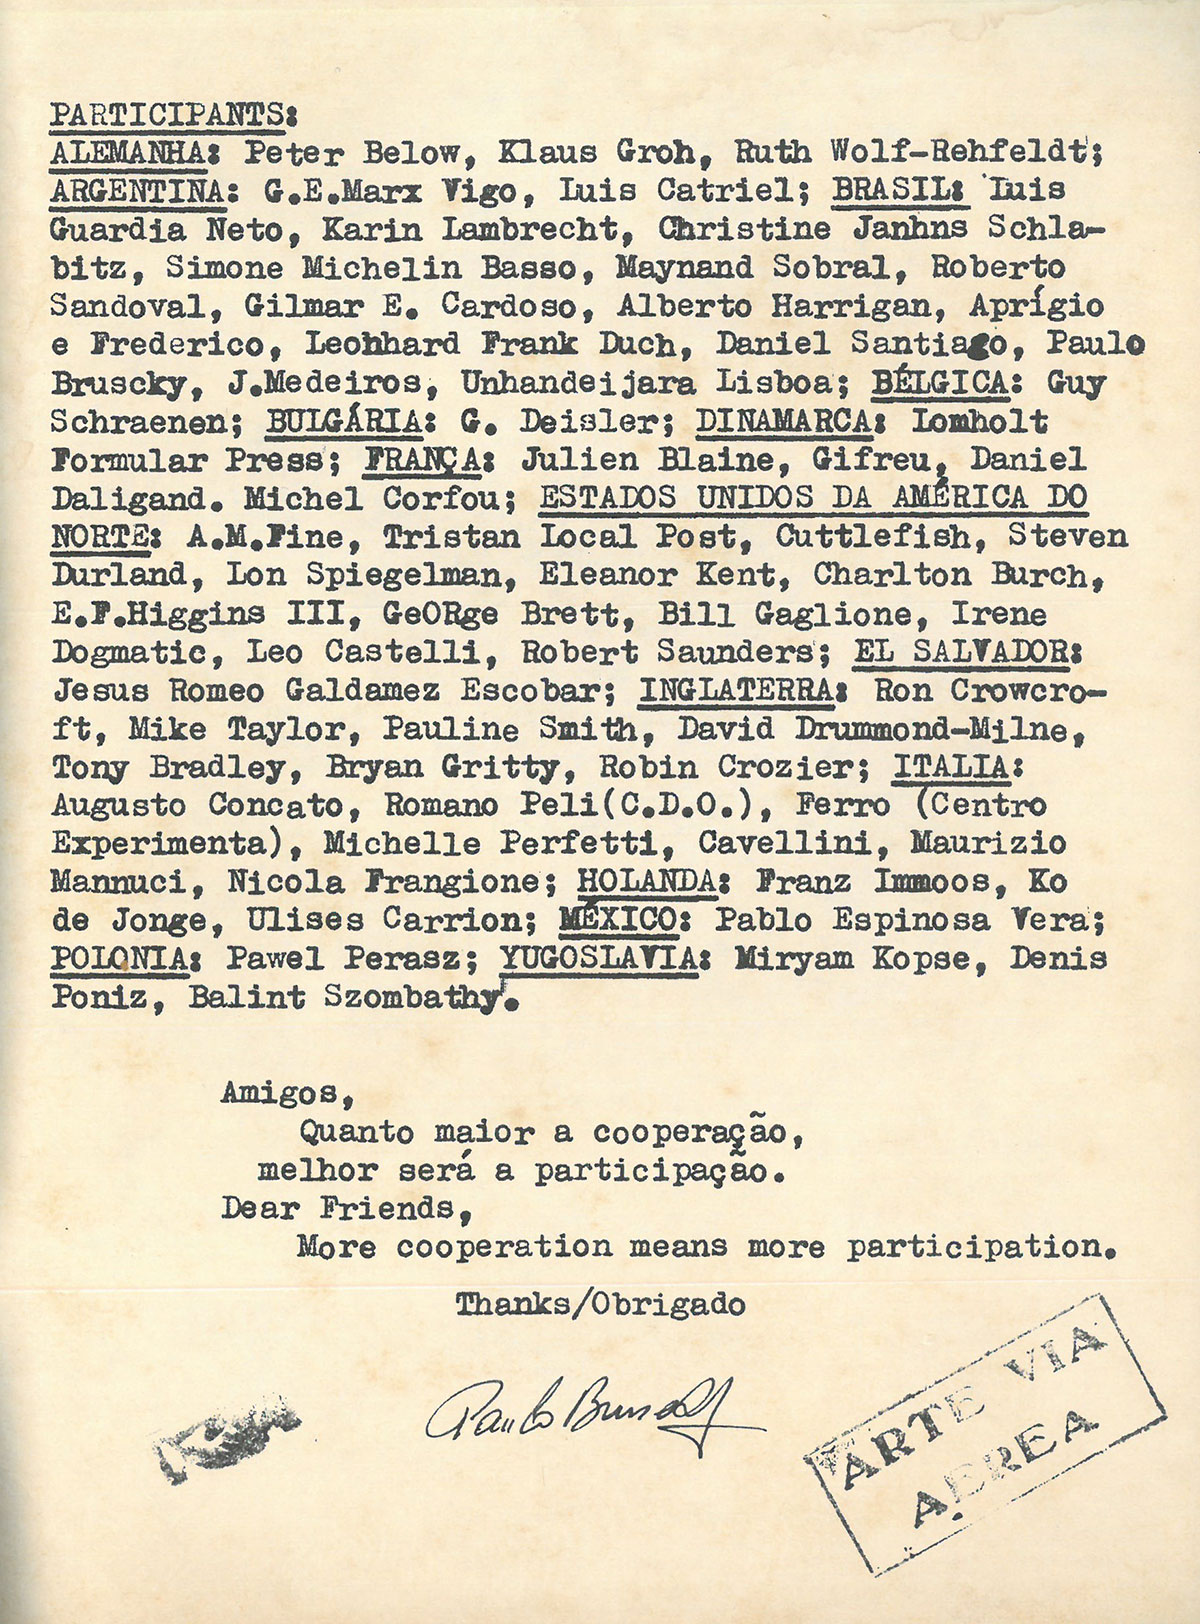 PARTICIPANTS:
ALEMANHA: Peter Below, Klaus Groh, Ruth Wolf-Rehfeldt;
ARGENTINA: G.E.Marx Vigo, Luis Catriel; BRASIL: Luis
Guardia Neto, Karin Lambrecht, Christine Janhns Schla-
bitz, Simone Michelin Basso, Maynand Sobral, Roberto
Sandoval, Gilmar E. Cardoso, Alberto Harrigan, Aprígio
e Frederico, Leohhard Frank Duch, Daniel Santiago, Paulo
Bruscky, J.Medeiros, Unhandeijara Lisboa; BÉLGICA: Guy
Schraenen; BULGÁRIA: G. Deisler; DINAMARCA: Lomholt
Formular Press; FRANÇA: Julien Blaine, Gifreu, Daniel
Daligand. Michel Corfou; ESTADOS UNIDOS DA AMÉRICA DO
NORTE: A.M.Fine, Tristan Local Post, Cuttlefish, Steven
Durland, Lon Spiegelman, Eleanor Kent, Charlton Burch,
E.F.Higgins III, GeORge Brett, Bill Gaglione, Irene
Dogmatic, Leo Castelli, Robert Saunders; EL SALVADOR:
Jesus Romeo Galdamez Escobar; INGLATERRA: Ron Crowcro-
ft, Mike Taylor, Pauline Smith, David Drummond-Milne,
Tony Bradley, Bryan Gritty, Robin Crozier; ITALIA:
Augusto Concato, Romano Peli(C.D.O.), Ferro (Centro
Experimenta), Michelle Perfetti, Cavellini, Maurizio
Mannuci, Nicola Frangione; HOLANDA: Franz Immoos, Ko
de Jonge, Ulises Carrion; MÉXICO: Pablo Espinosa Vera;
POLONIA: Pawel Perasz; YUGOSLAVIA: Miryam Kopse, Denis
Poniz, Balint Szombathy.
Amigos,
Quanto maior a cooperação,
melhor será a participação.
Dear Friends,
More cooperation means more participation.
Thanks/Obrigado
Paulo Bruscky
ARTE VIA
AEREA